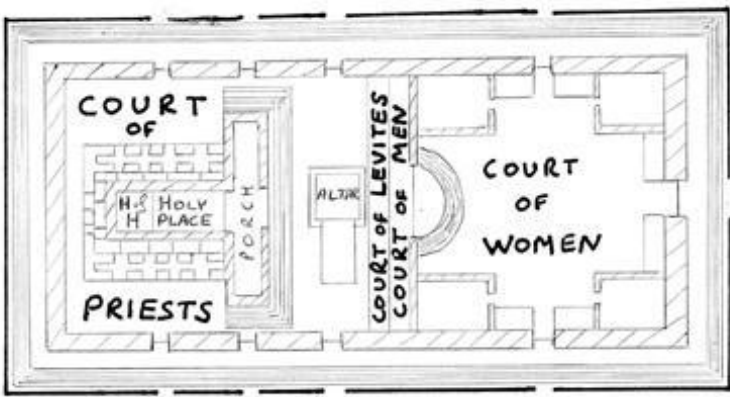 COURT
OF
PRIESTS
H of
H
HOLY
PLACE
PORCH
ALTAR
COURT OF LEVITES
COURT OF MEN
COURT
OF
WOMEN